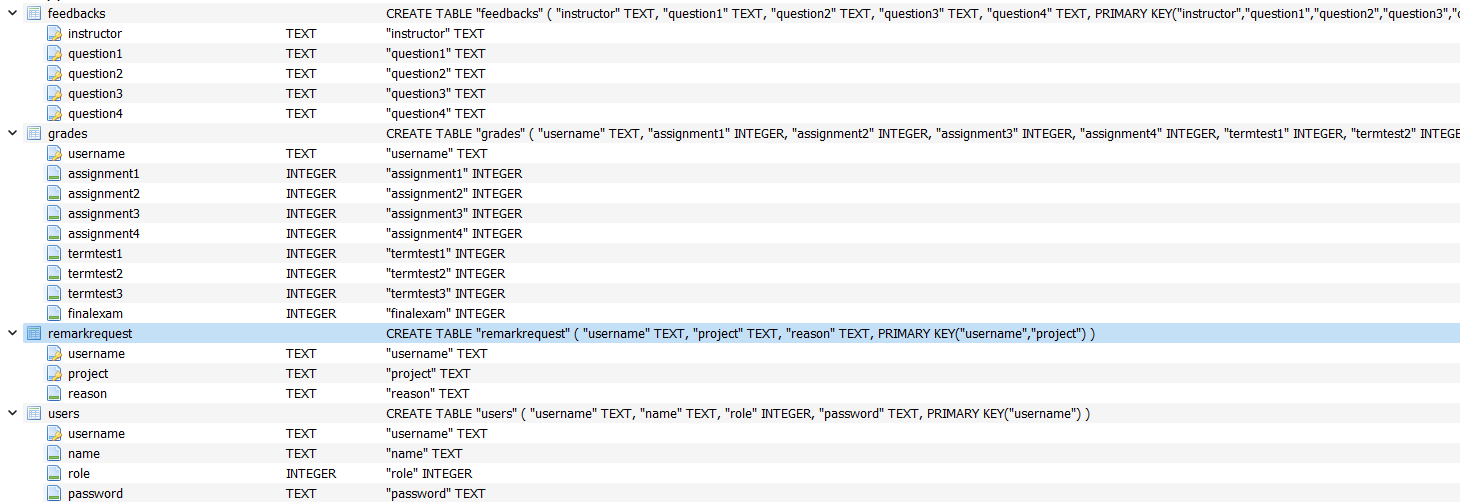 feedbacks CREATE TABLE "feedbacks" ( "instructor" TEXT, "question1" TEXT, "question2" TEXT, "question3" TEXT, "question4" TEXT, PRIMARY KEY("instructor","question1","question2","question3",
instructor TEXT "instructor" TEXT
question1 TEXT "question1" TEXT
question2 TEXT "question2" TEXT
question3 TEXT "question3" TEXT
question4 TEXT "question4" TEXT
grades CREATE TABLE "grades" ( "username" TEXT, "assignment1" INTEGER, "assignment2" INTEGER, "assignment3" INTEGER, "assignment4" INTEGER, "termtest1" INTEGER, "termtest2" INTEGE
username TEXT "username" TEXT
assignment1 INTEGER "assignment1" INTEGER
assignment2 INTEGER "assignment2" INTEGER
assignment3 INTEGER "assignment3" INTEGER
assignment4 INTEGER "assignment4" INTEGER
termtest1 INTEGER "termtest1" INTEGER
termtest2 INTEGER "termtest2" INTEGER
termtest3 INTEGER "termtest3" INTEGER
finalexam INTEGER "finalexam" INTEGER
remarkrequest CREATE TABLE "remarkrequest" ( "username" TEXT, "project" TEXT, "reason" TEXT, PRIMARY KEY("username","project") )
username TEXT "username" TEXT
project TEXT "project" TEXT
reason TEXT "reason" TEXT
users CREATE TABLE "users" ( "username" TEXT, "name" TEXT, "role" INTEGER, "password" TEXT, PRIMARY KEY("username") )
username TEXT "username" TEXT
name TEXT "name" TEXT
role INTEGER "role" INTEGER
password TEXT "password" TEXT